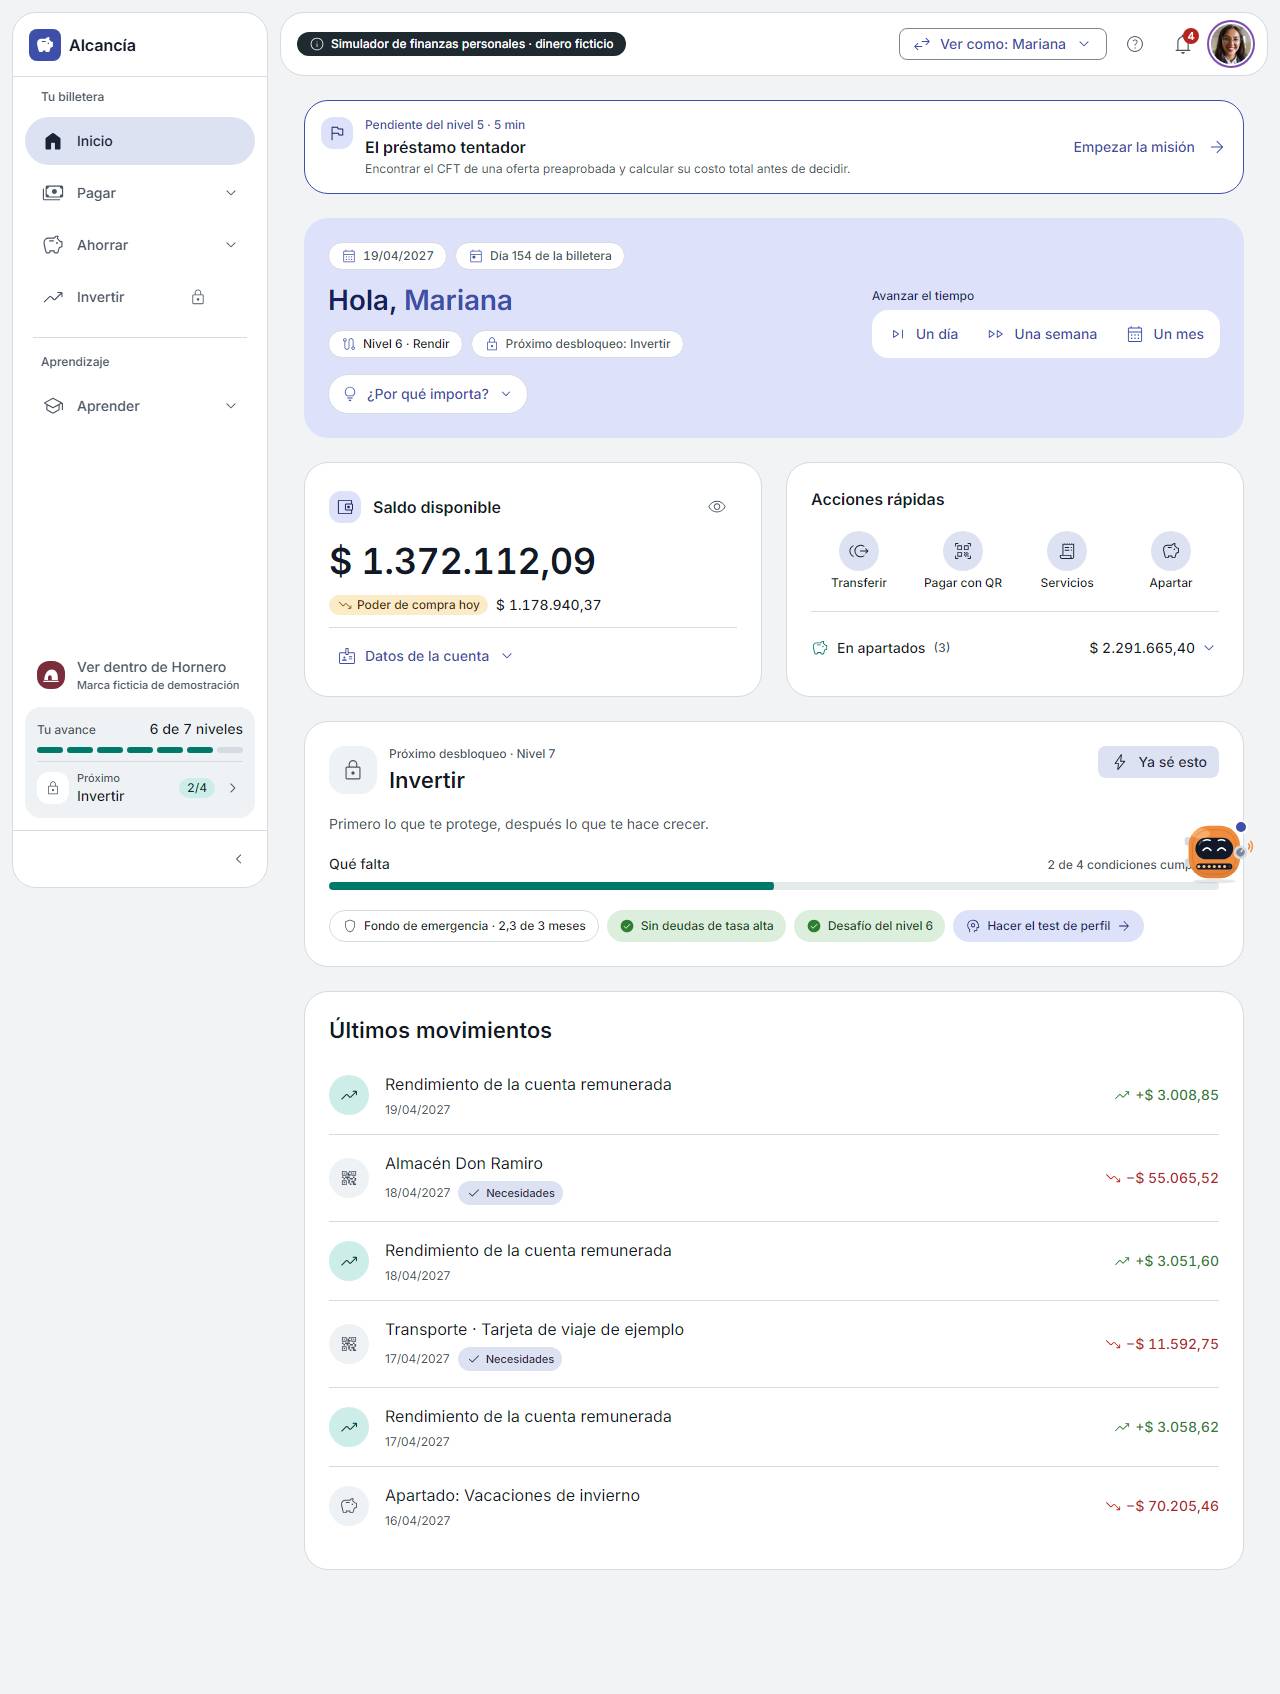 Alcancía
Tu billetera
Inicio
Pagar
Ahorrar
Invertir
Aprendizaje
Aprender
Ver dentro de Hornero
Marca ficticia de demostración
Tu avance
6 de 7 niveles
Próximo
Invertir
2/4
Simulador de finanzas personales · dinero ficticio
Ver como: Mariana
4
Pendiente del nivel 5 · 5 min
El préstamo tentador
Encontrar el CFT de una oferta preaprobada y calcular su costo total antes de decidir.
Empezar la misión
19/04/2027
Día 154 de la billetera
Hola, Mariana
Nivel 6 · Rendir
Próximo desbloqueo: Invertir
¿Por qué importa?
Avanzar el tiempo
Un día
Una semana
Un mes
Saldo disponible
$ 1.372.112,09
Poder de compra hoy
$ 1.178.940,37
Datos de la cuenta
Acciones rápidas
Transferir
Pagar con QR
Servicios
Apartar
En apartados (3)
$ 2.291.665,40
Próximo desbloqueo · Nivel 7
Invertir
Ya sé esto
Primero lo que te protege, después lo que te hace crecer.
Qué falta
2 de 4 condiciones cump
Fondo de emergencia · 2,3 de 3 meses
Sin deudas de tasa alta
Desafío del nivel 6
Hacer el test de perfil
Últimos movimientos
Rendimiento de la cuenta remunerada
19/04/2027
+$ 3.008,85
Almacén Don Ramiro
18/04/2027
Necesidades
−$ 55.065,52
Rendimiento de la cuenta remunerada
18/04/2027
+$ 3.051,60
Transporte · Tarjeta de viaje de ejemplo
17/04/2027
Necesidades
−$ 11.592,75
Rendimiento de la cuenta remunerada
17/04/2027
+$ 3.058,62
Apartado: Vacaciones de invierno
16/04/2027
−$ 70.205,46